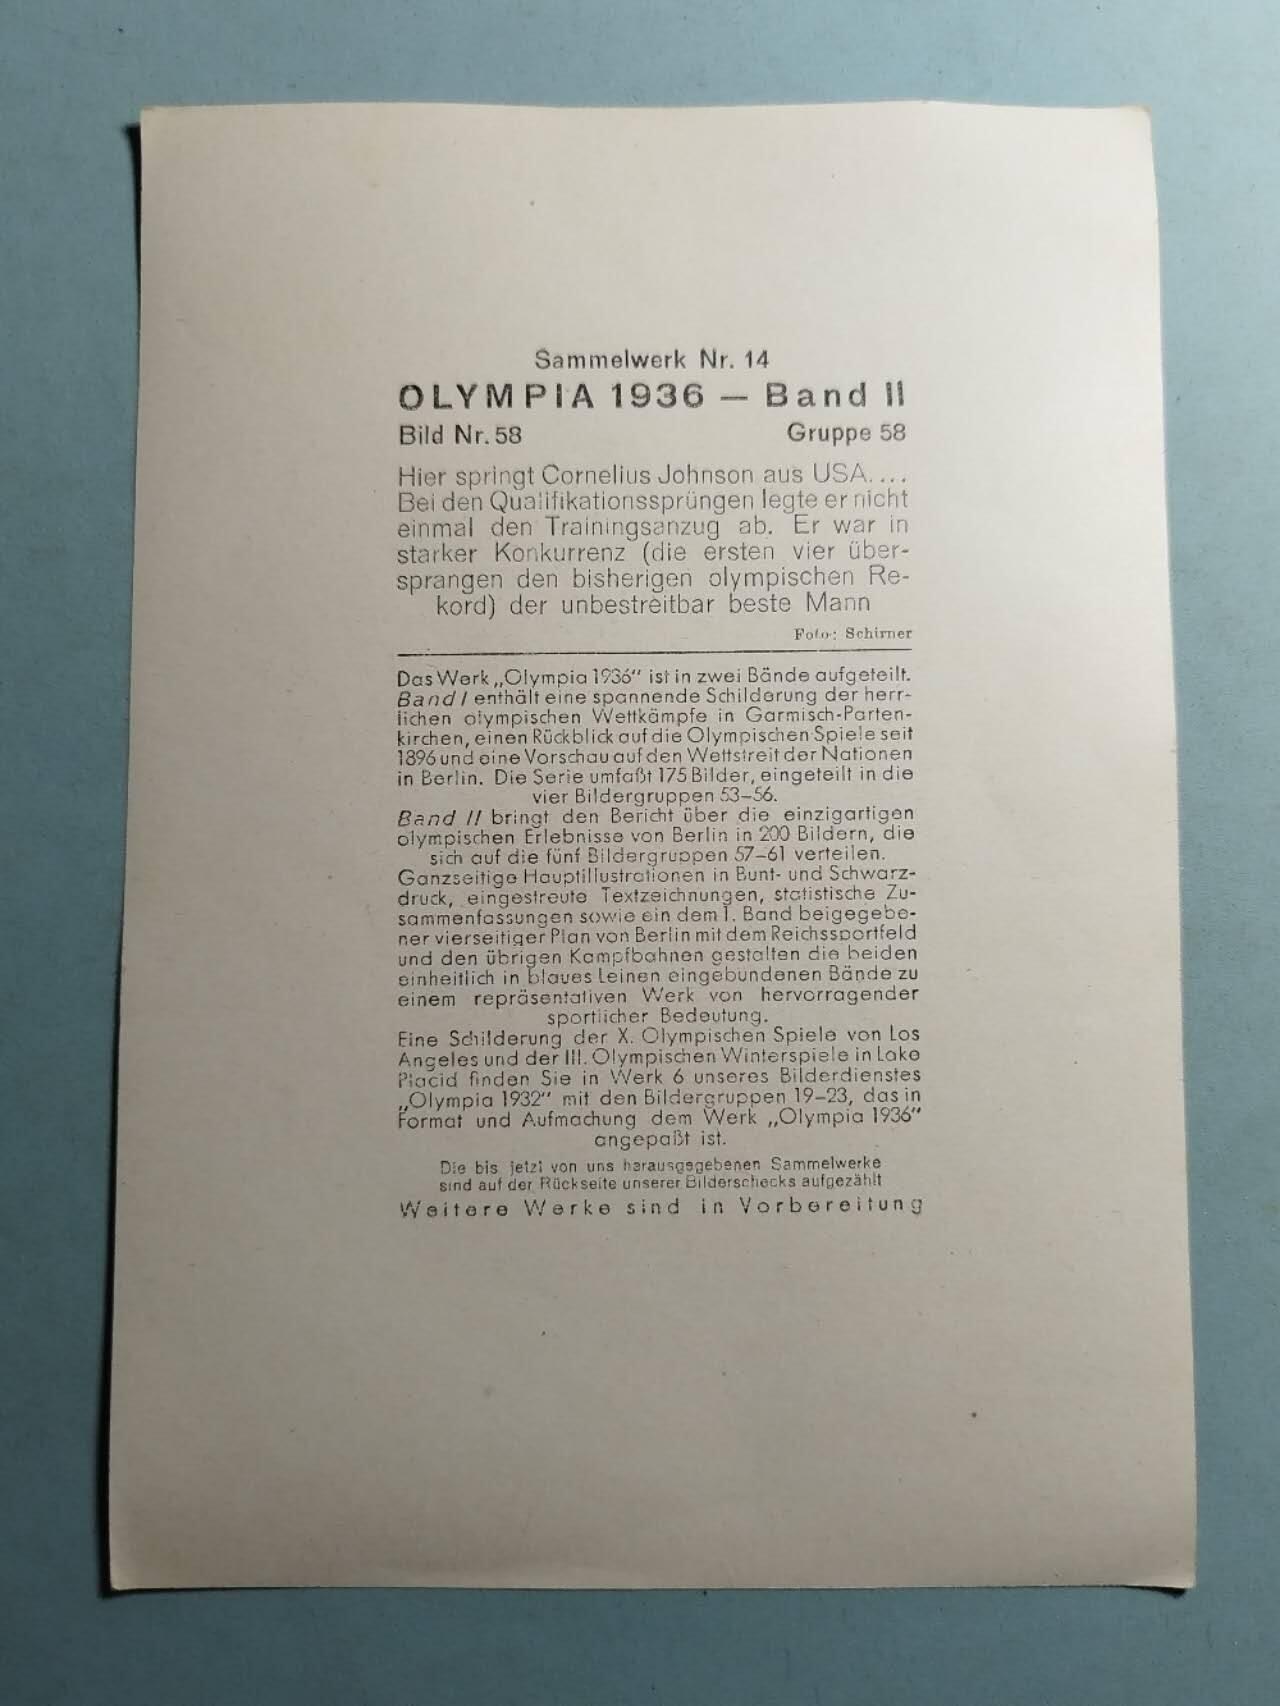 Sammelwerk Nr. 14
OLYMPIA 1936 — Band II
Bild Nr. 58 Gruppe 58
Hier springt Cornelius Johnson aus USA....
Bei den Qualifikationssprüngen legte er nicht
einmal den Trainingsanzug ab. Er war in
starker Konkurrenz (die ersten vier über-
sprangen den bisherigen olympischen Re-
kord) der unbestreitbar beste Mann
Foto: Schirner
Das Werk „Olympia 1936“ ist in zwei Bände aufgeteilt.
Band I enthält eine spannende Schilderung der herr-
lichen olympischen Wettkämpfe in Garmisch-Parten-
kirchen, einen Rückblick auf die Olympischen Spiele seit
1896 und eine Vorschau auf den Wettstreit der Nationen
in Berlin. Die Serie umfaßt 175 Bilder, eingeteilt in die
vier Bildergruppen 53–56.
Band II bringt den Bericht über die einzigartigen
olympischen Erlebnisse von Berlin in 200 Bildern, die
sich auf die fünf Bildergruppen 57–61 verteilen.
Ganzseitige Hauptillustrationen in Bunt- und Schwarz-
druck, eingestreute Textzeichnungen, statistische Zu-
sammenfassungen sowie ein dem 1. Band beigegebe-
ner vierseitiger Plan von Berlin mit dem Reichssportfeld
und den übrigen Kampfbahnen gestalten die beiden
einheitlich in blaues Leinen eingebundenen Bände zu
einem repräsentativen Werk von hervorragender
sportlicher Bedeutung.
Eine Schilderung der X. Olympischen Spiele von Los
Angeles und der III. Olympischen Winterspiele in Lake
Placid finden Sie in Werk 6 unseres Bilderdienstes
„Olympia 1932“ mit den Bildergruppen 19–23, das in
Format und Aufmachung dem Werk „Olympia 1936“
angepaßt ist.
Die bis jetzt von uns herausgegebenen Sammelwerke
sind auf der Rückseite unserer Bilderschecks aufgezählt
Weitere Werke sind in Vorbereitung